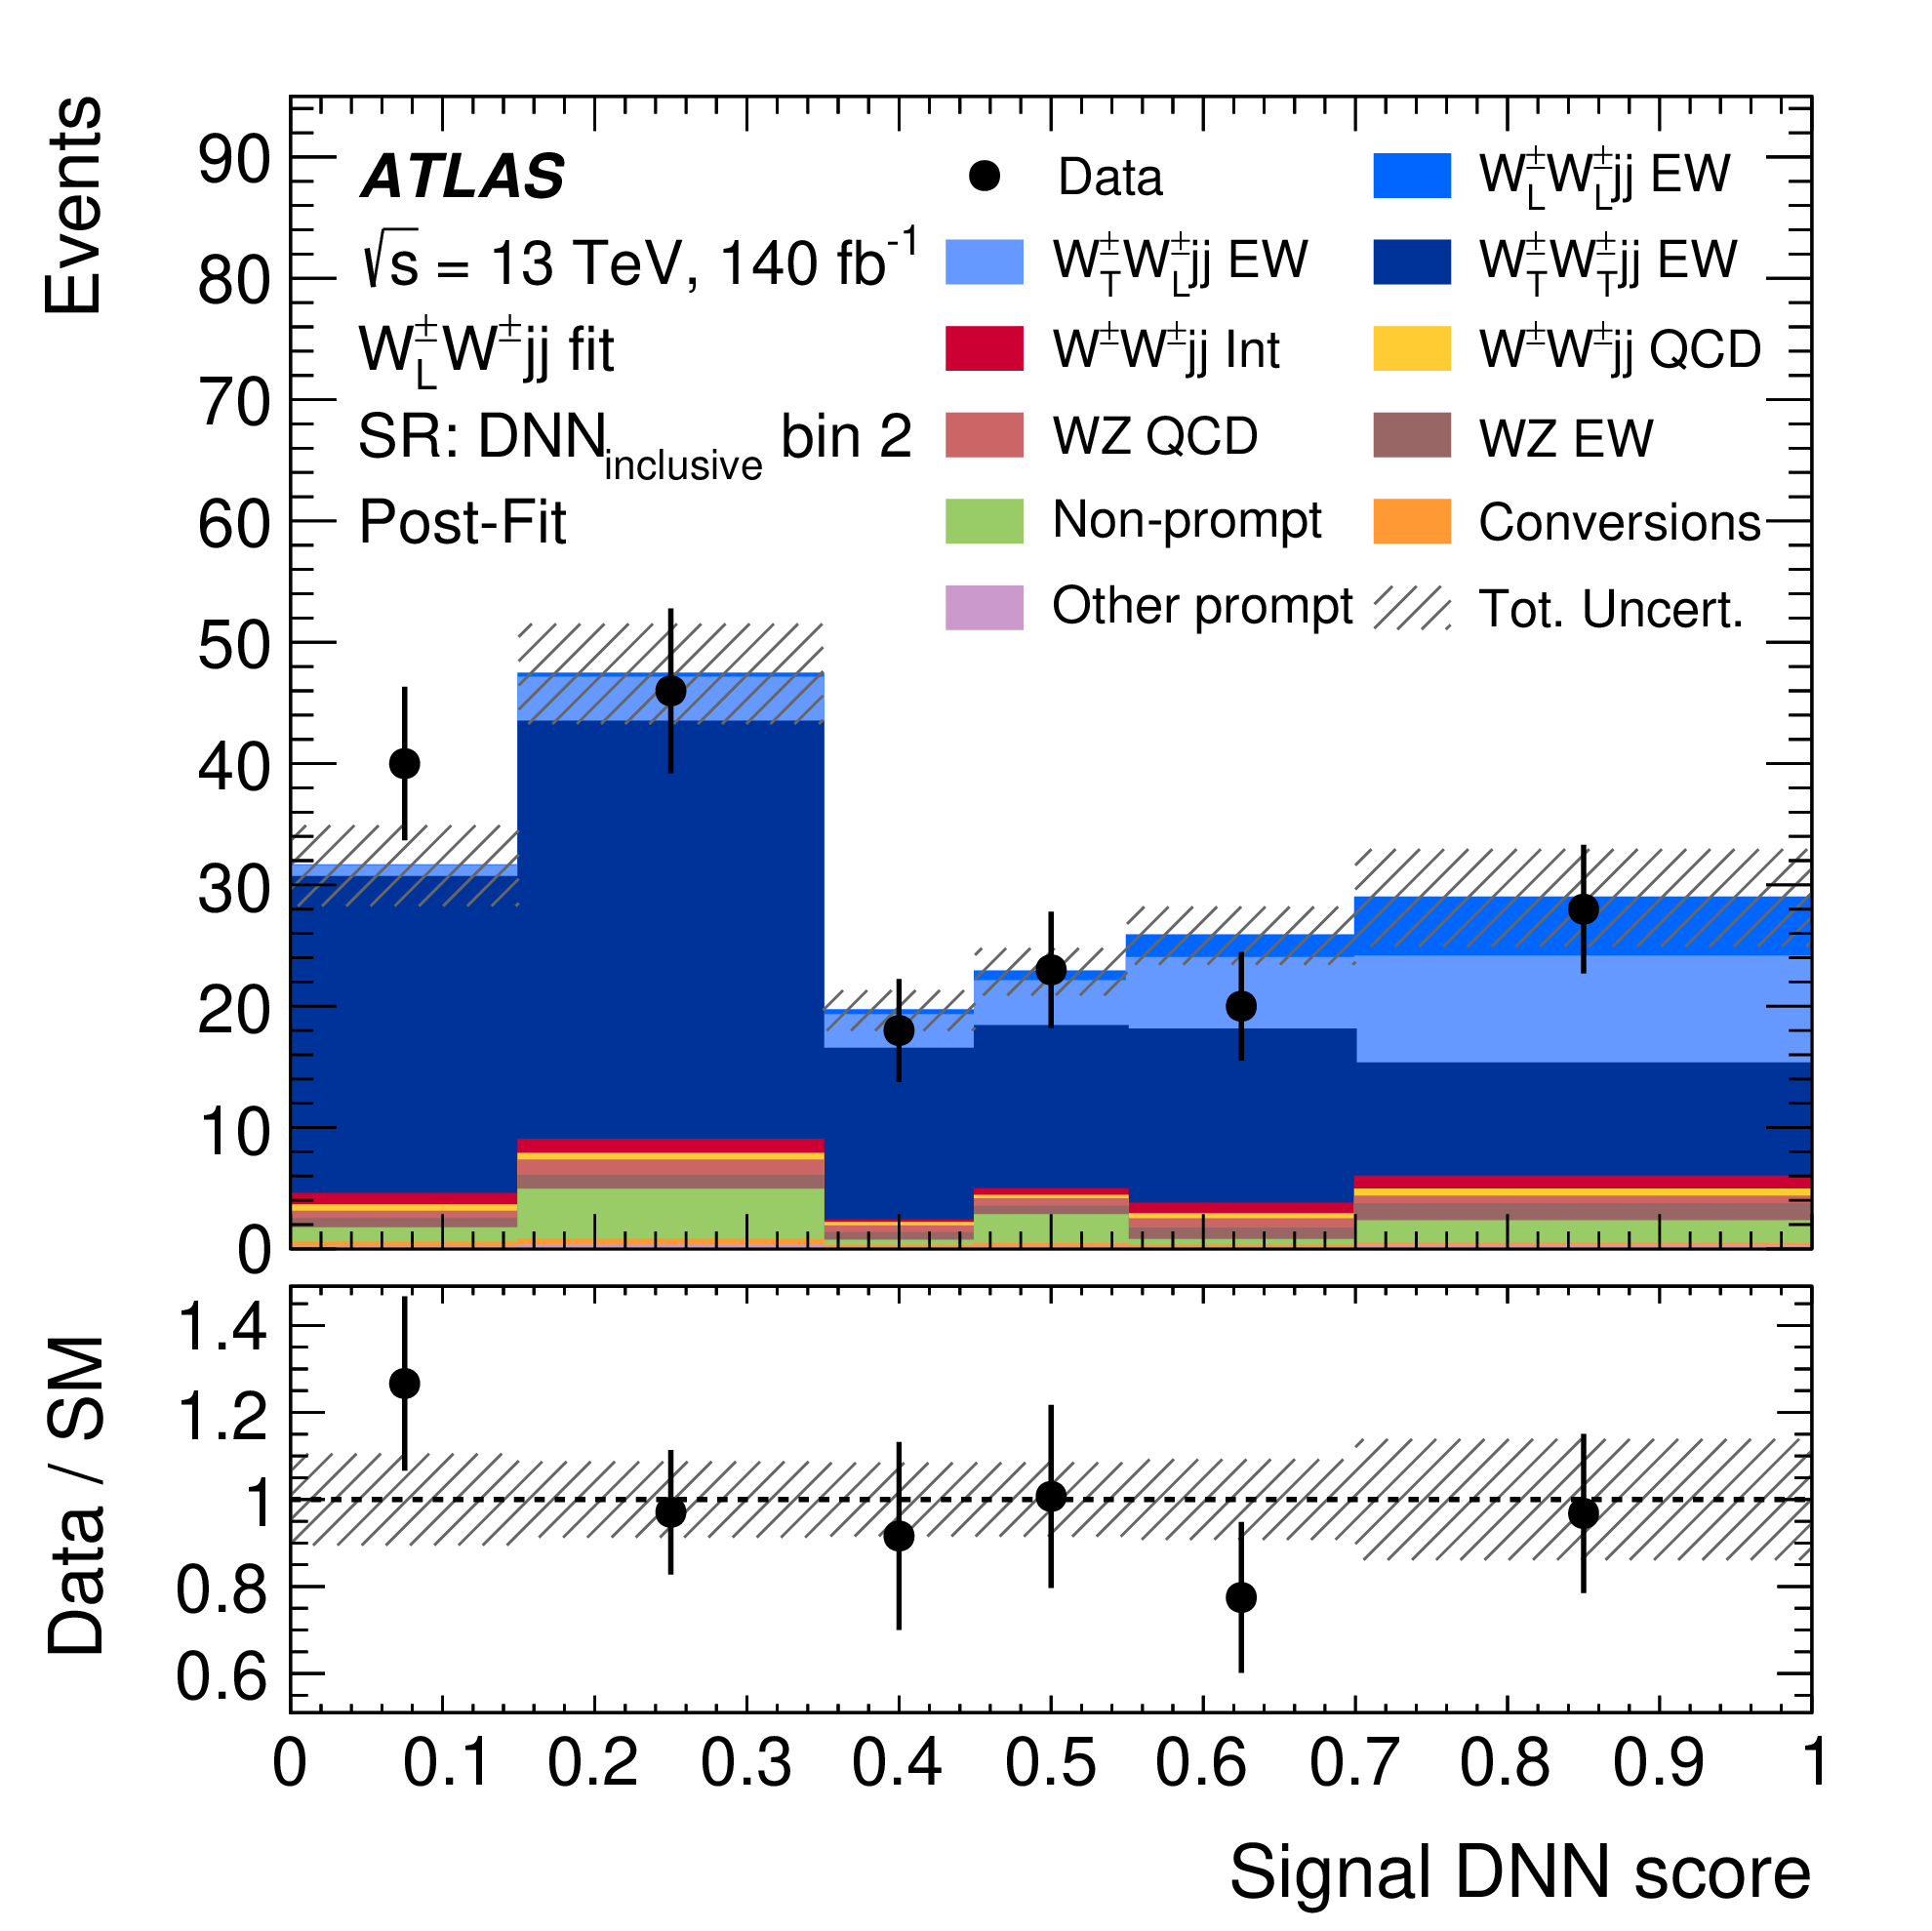 Events
90
80
70
60
50
40
30
20
10
0
ATLAS
√s = 13 TeV, 140 fb⁻¹
W±LW±jj fit
SR: DNNinclusive bin 2
Post-Fit
Data
W±LW±Ljj EW
W±TW±Ljj EW
W±TW±Tjj EW
W±W±jj Int
W±W±jj QCD
WZ QCD
WZ EW
Non-prompt
Conversions
Other prompt
Tot. Uncert.
Data / SM
1.4
1.2
1
0.8
0.6
0 0.1 0.2 0.3 0.4 0.5 0.6 0.7 0.8 0.9 1
Signal DNN score